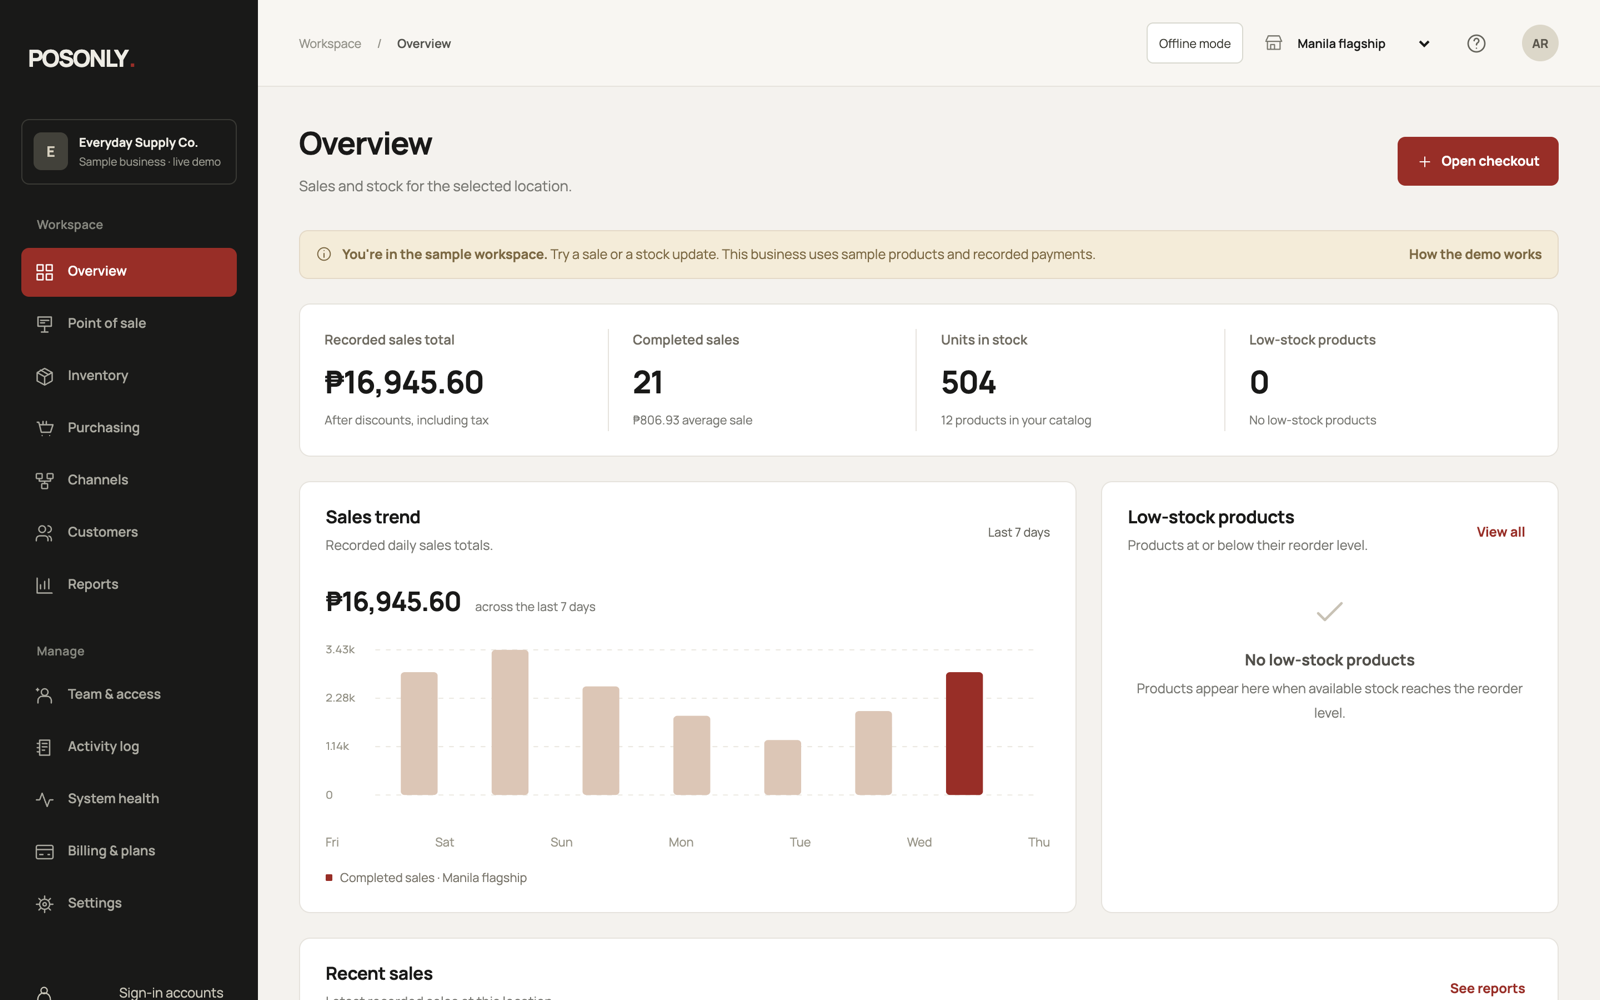 POSONLY.
E
Everyday Supply Co.
Sample business · live demo
Workspace
Overview
Point of sale
Inventory
Purchasing
Channels
Customers
Reports
Manage
Team & access
Activity log
System health
Billing & plans
Settings
Sign-in accounts
Workspace / Overview
Offline mode
Manila flagship
AR
Overview
Sales and stock for the selected location.
+ Open checkout
You're in the sample workspace. Try a sale or a stock update. This business uses sample products and recorded payments.
How the demo works
Recorded sales total
₱16,945.60
After discounts, including tax
Completed sales
21
₱806.93 average sale
Units in stock
504
12 products in your catalog
Low-stock products
0
No low-stock products
Sales trend
Recorded daily sales totals.
Last 7 days
₱16,945.60 across the last 7 days
3.43k
2.28k
1.14k
0
Fri Sat Sun Mon Tue Wed Thu
Completed sales · Manila flagship
Low-stock products
Products at or below their reorder level.
View all
No low-stock products
Products appear here when available stock reaches the reorder
level.
Recent sales
Latest recorded sales at this location.
See reports